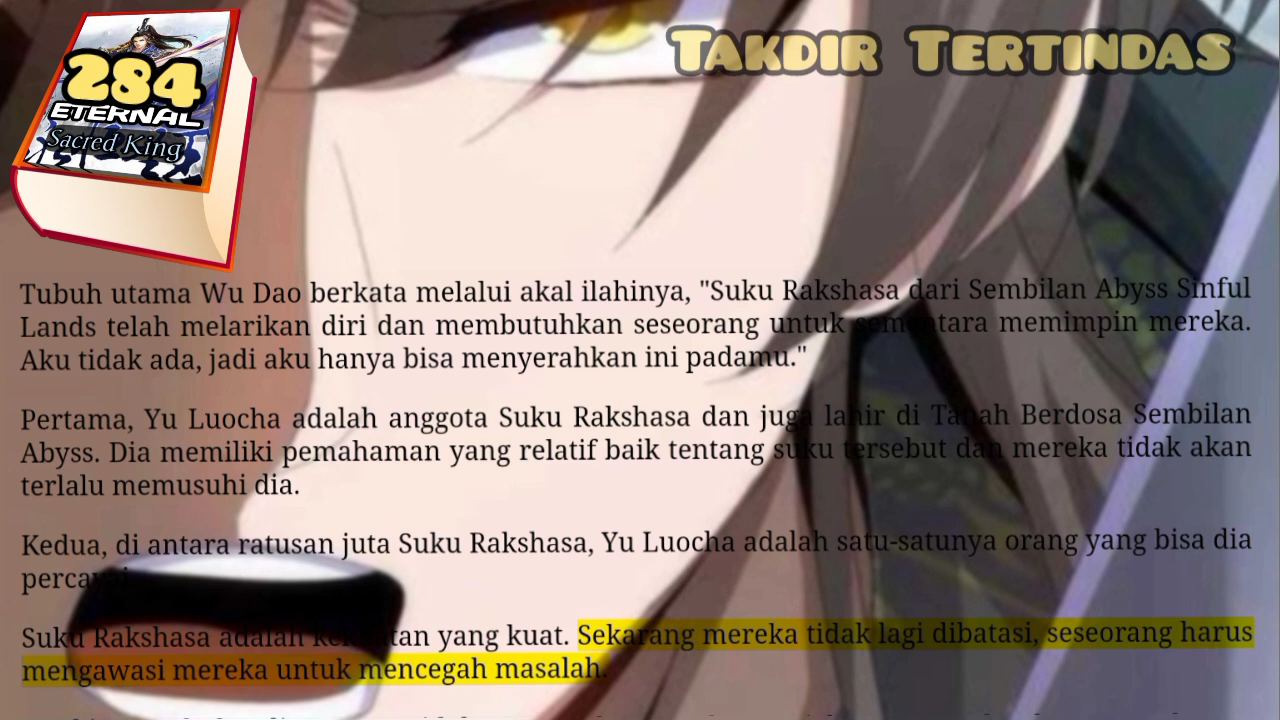 284
ETERNAL
Sacred King
TAKDIR TERTINDAS
Tubuh utama Wu Dao berkata melalui akal ilahinya, "Suku Rakshasa dari Sembilan Abyss Sinful
Lands telah melarikan diri dan membutuhkan seseorang untuk sementara memimpin mereka.
Aku tidak ada, jadi aku hanya bisa menyerahkan ini padamu."
Pertama, Yu Luocha adalah anggota Suku Rakshasa dan juga lahir di Tanah Berdosa Sembilan
Abyss. Dia memiliki pemahaman yang relatif baik tentang suku tersebut dan mereka tidak akan
terlalu memusuhi dia.
Kedua, di antara ratusan juta Suku Rakshasa, Yu Luocha adalah satu-satunya orang yang bisa dia
percayai.
Suku Rakshasa adalah kekuatan yang kuat. Sekarang mereka tidak lagi dibatasi, seseorang harus
mengawasi mereka untuk mencegah masalah.